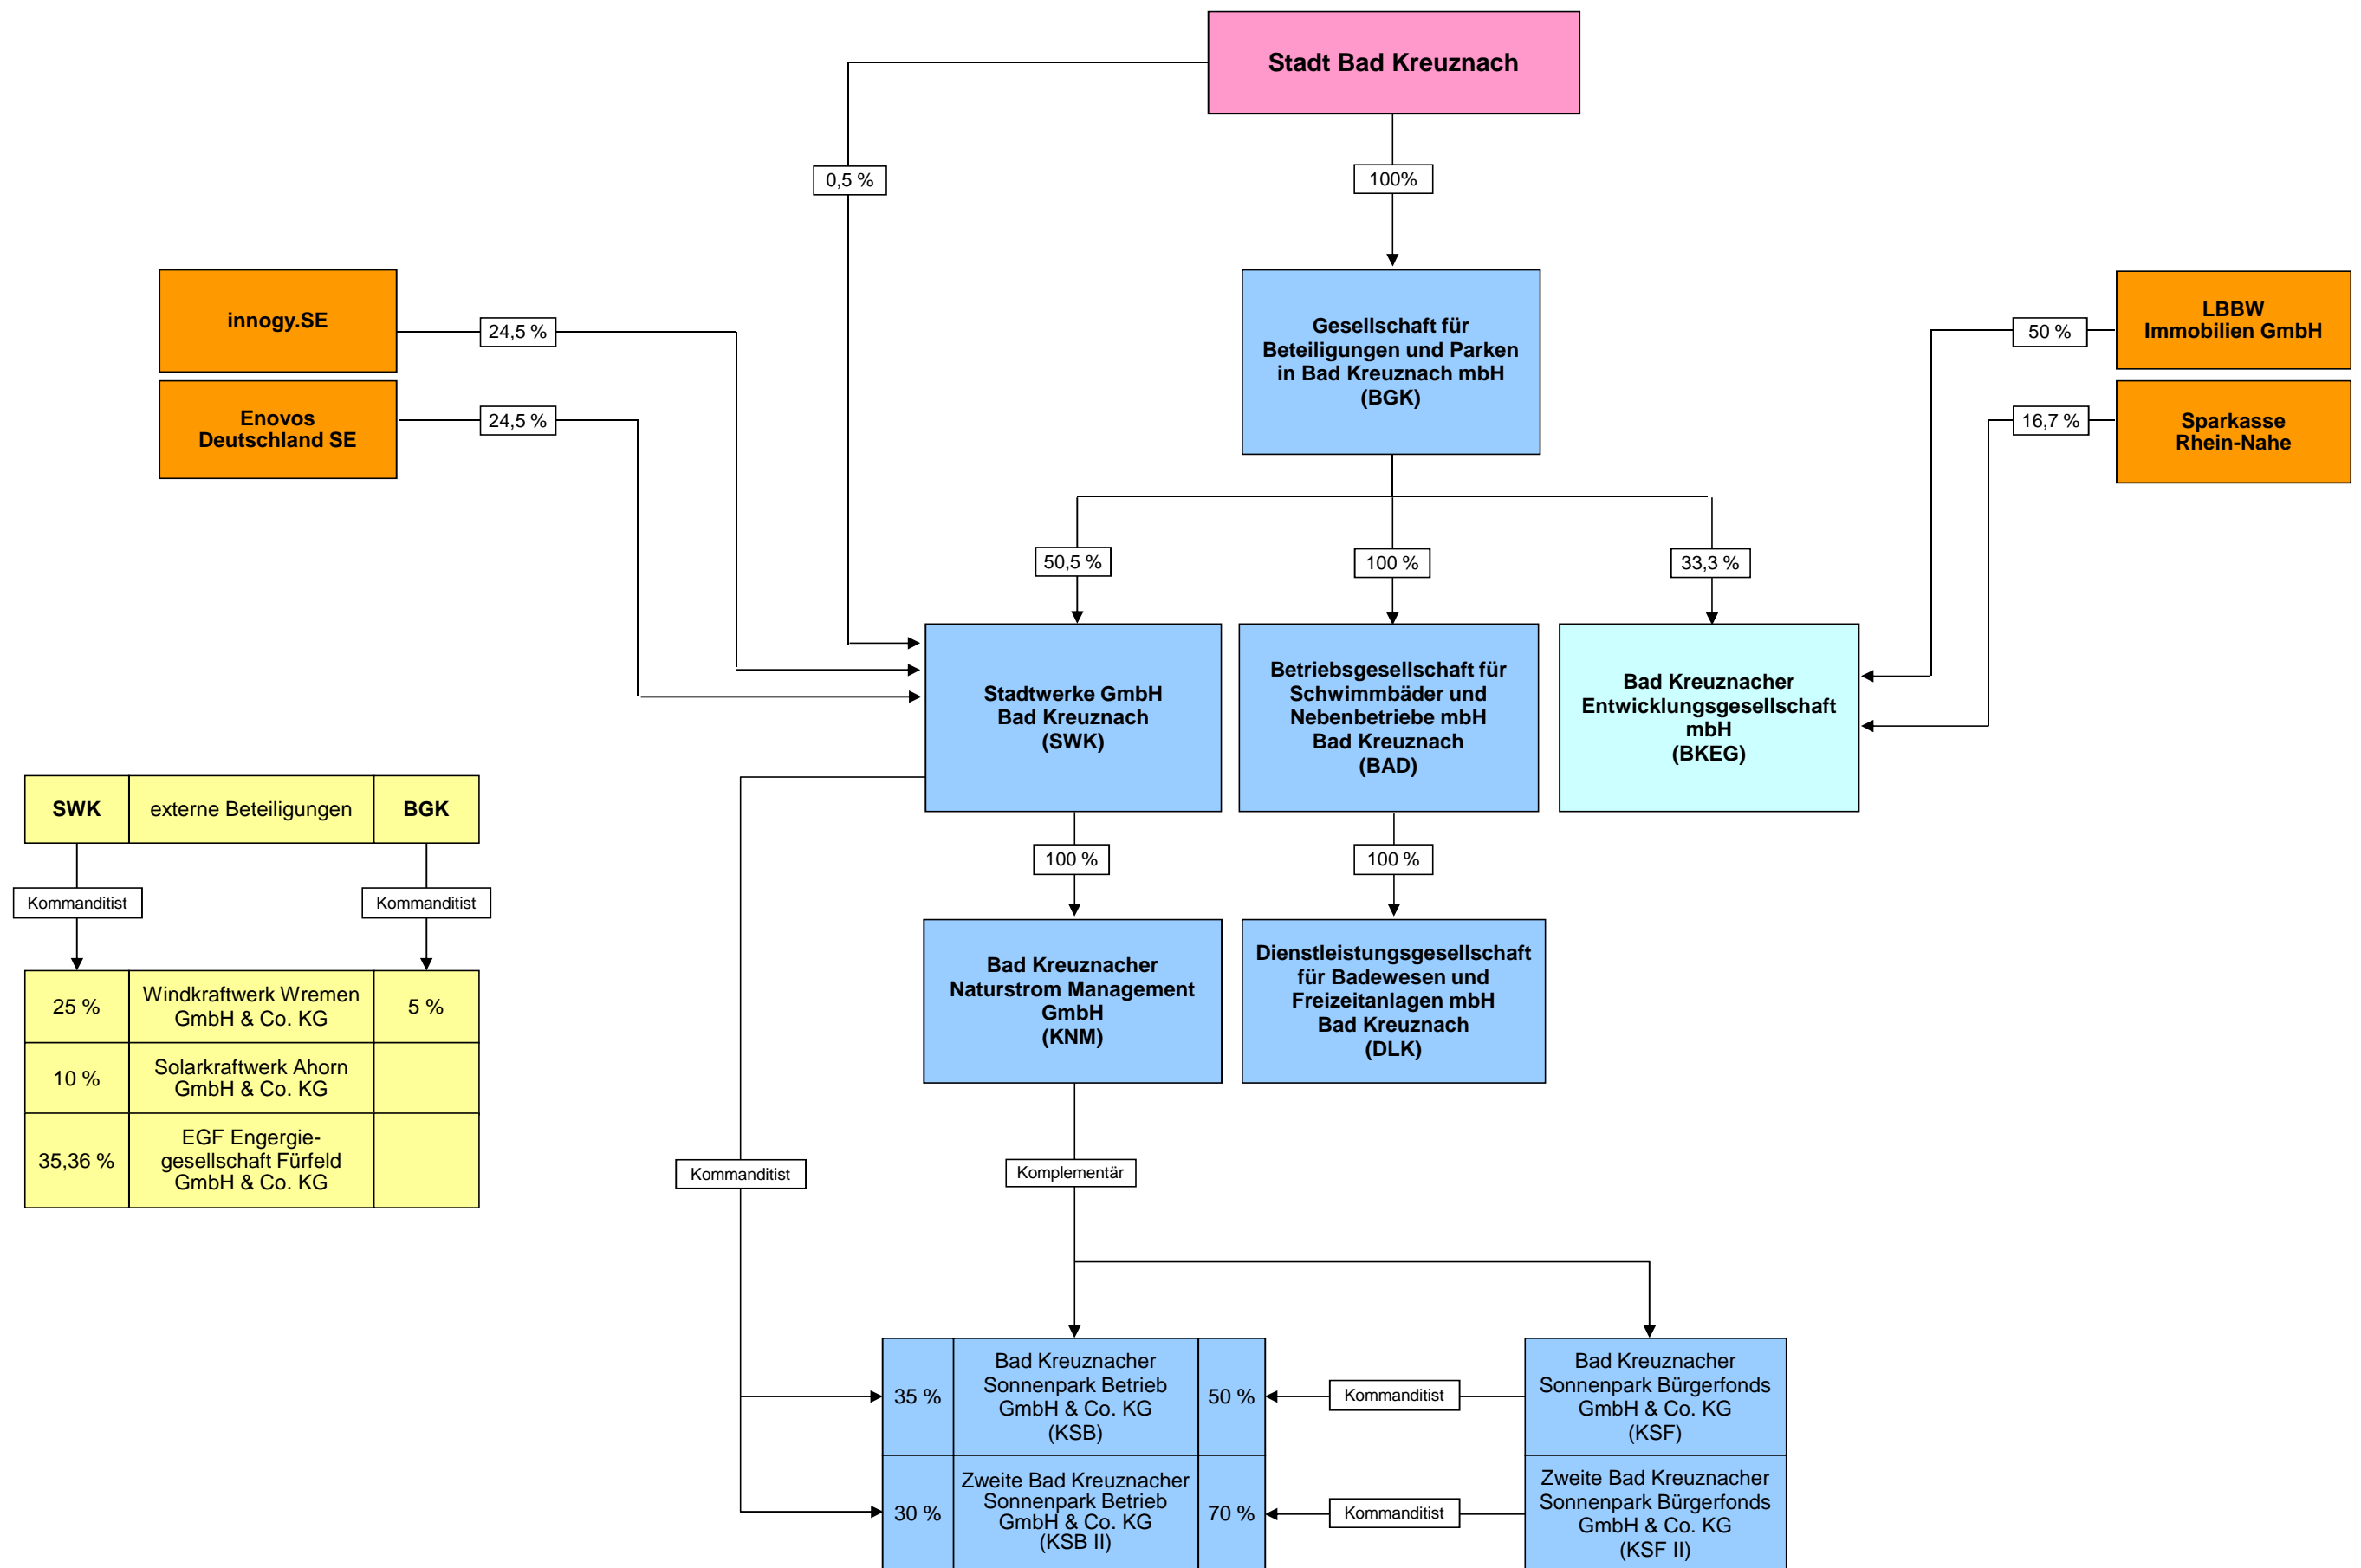 Stadt Bad Kreuznach
0,5 %
100%
innogy.SE
24,5 %
Enovos
Deutschland SE
24,5 %
Gesellschaft für
Beteiligungen und Parken
in Bad Kreuznach mbH
(BGK)
LBBW
Immobilien GmbH
50 %
Sparkasse
Rhein-Nahe
16,7 %
50,5 %
100 %
33,3 %
Stadtwerke GmbH
Bad Kreuznach
(SWK)
Betriebsgesellschaft für
Schwimmbäder und
Nebenbetriebe mbH
Bad Kreuznach
(BAD)
Bad Kreuznacher
Entwicklungsgesellschaft
mbH
(BKEG)
SWK
externe Beteiligungen
BGK
Kommanditist
Kommanditist
25 %
Windkraftwerk Wremen
GmbH & Co. KG
5 %
10 %
Solarkraftwerk Ahorn
GmbH & Co. KG
35,36 %
EGF Engergie-
gesellschaft Fürfeld
GmbH & Co. KG
100 %
100 %
Bad Kreuznacher
Naturstrom Management
GmbH
(KNM)
Dienstleistungsgesellschaft
für Badewesen und
Freizeitanlagen mbH
Bad Kreuznach
(DLK)
Kommanditist
Komplementär
35 %
Bad Kreuznacher
Sonnenpark Betrieb
GmbH & Co. KG
(KSB)
50 %
Kommanditist
Bad Kreuznacher
Sonnenpark Bürgerfonds
GmbH & Co. KG
(KSF)
30 %
Zweite Bad Kreuznacher
Sonnenpark Betrieb
GmbH & Co. KG
(KSB II)
70 %
Kommanditist
Zweite Bad Kreuznacher
Sonnenpark Bürgerfonds
GmbH & Co. KG
(KSF II)